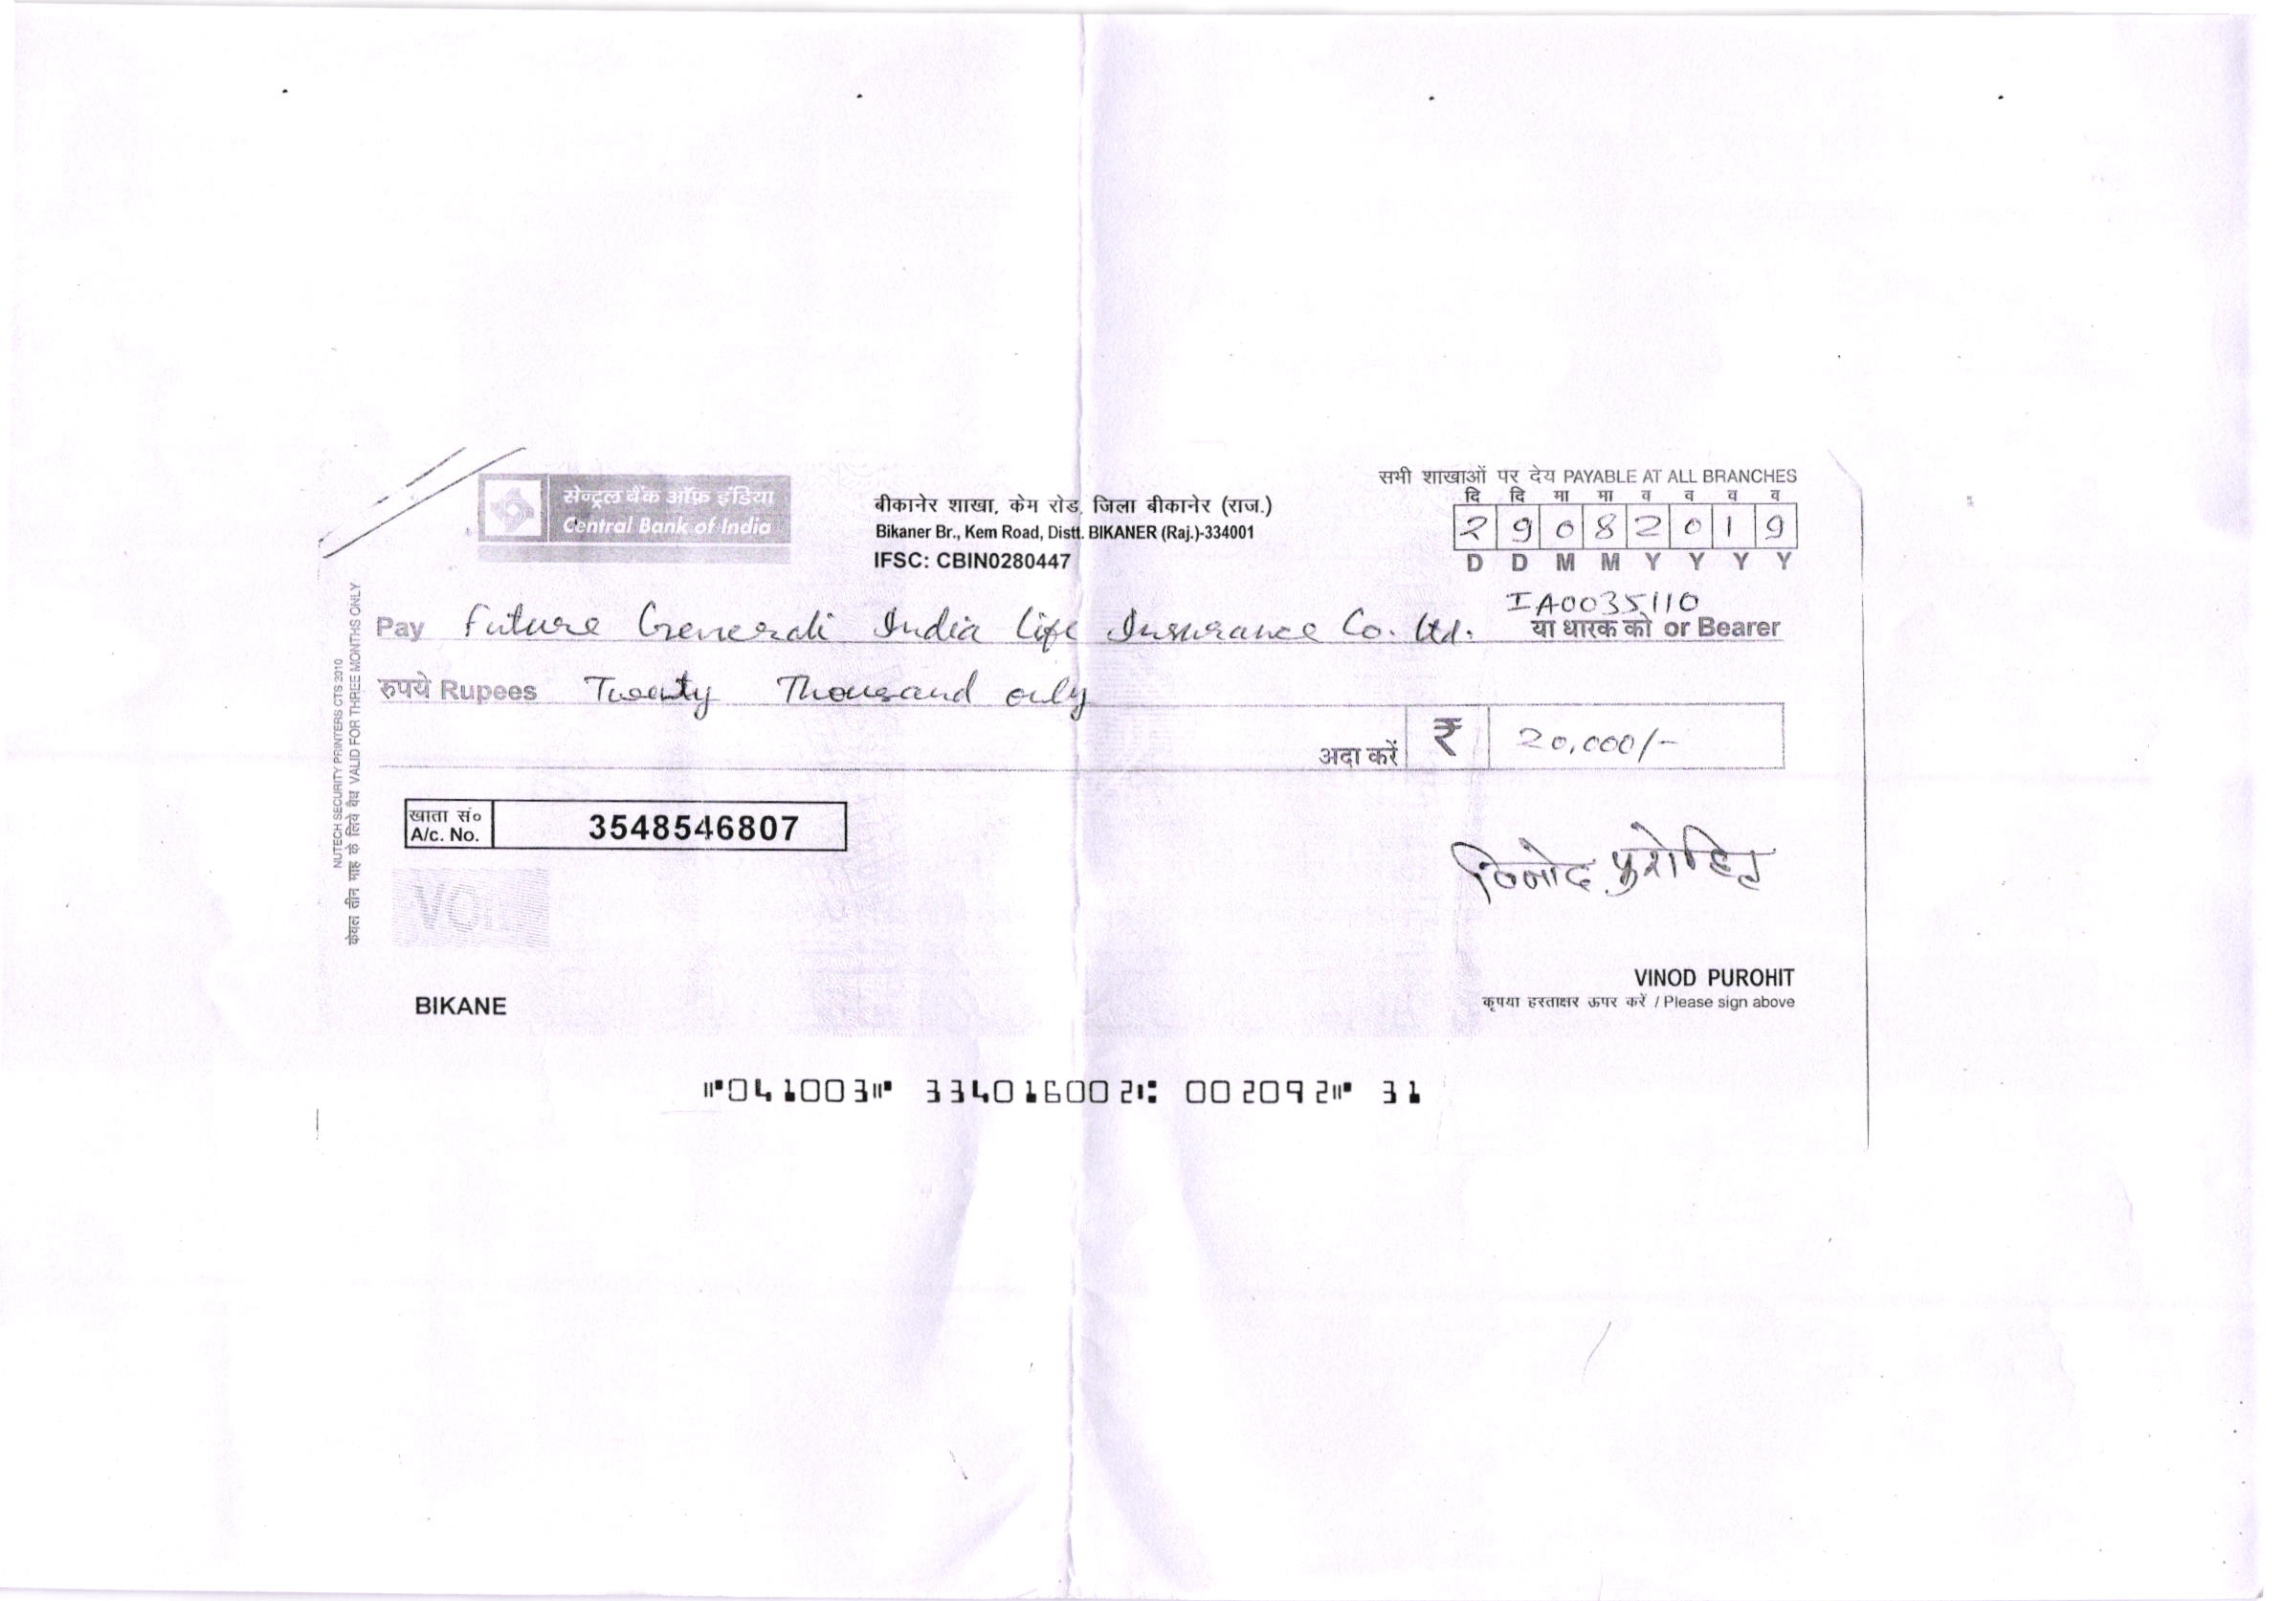 सेन्ट्रल बैंक ऑफ़ इंडिया
Central Bank of India
बीकानेर शाखा, केम रोड, जिला बीकानेर (राज.)
Bikaner Br., Kem Road, Distt. BIKANER (Raj.)-334001
IFSC: CBIN0280447
सभी शाखाओं पर देय PAYABLE AT ALL BRANCHES
दि दि मा मा व व व व
2 9 0 8 2 0 1 9
D D M M Y Y Y Y
IA0035110
Pay Future Generali India Life Insurance Co. Ltd. या धारक को or Bearer
रुपये Rupees Twenty Thousand only
अदा करें ₹ 20,000/-
खाता सं०
A/c. No. 3548546807
विनोद पुरोहित
VOI
VINOD PUROHIT
कृपया हस्ताक्षर ऊपर करें / Please sign above
BIKANE
⑈041003⑈ 334016002⑆ 002092⑈ 31
NUTECH SECURITY PRINTERS CTS 2010
केवल तीन माह के लिये वैध VALID FOR THREE MONTHS ONLY